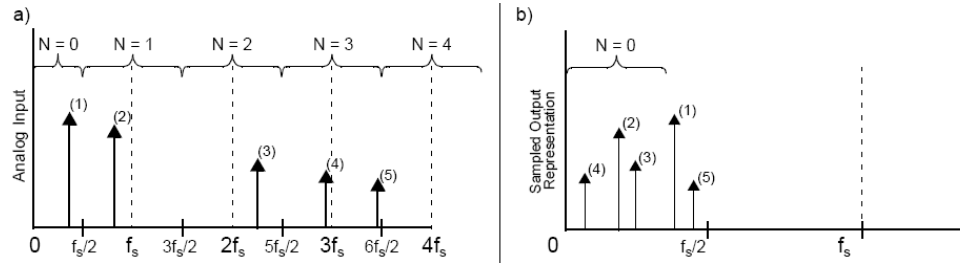 a)
N = 0 N = 1 N = 2 N = 3 N = 4
Analog Input
(1)
(2)
(3)
(4)
(5)
0 fs/2 fs 3fs/2 2fs 5fs/2 3fs 6fs/2 4fs
b)
N = 0
Sampled Output
Representation
(1)
(2)
(3)
(4)
(5)
0 fs/2 fs